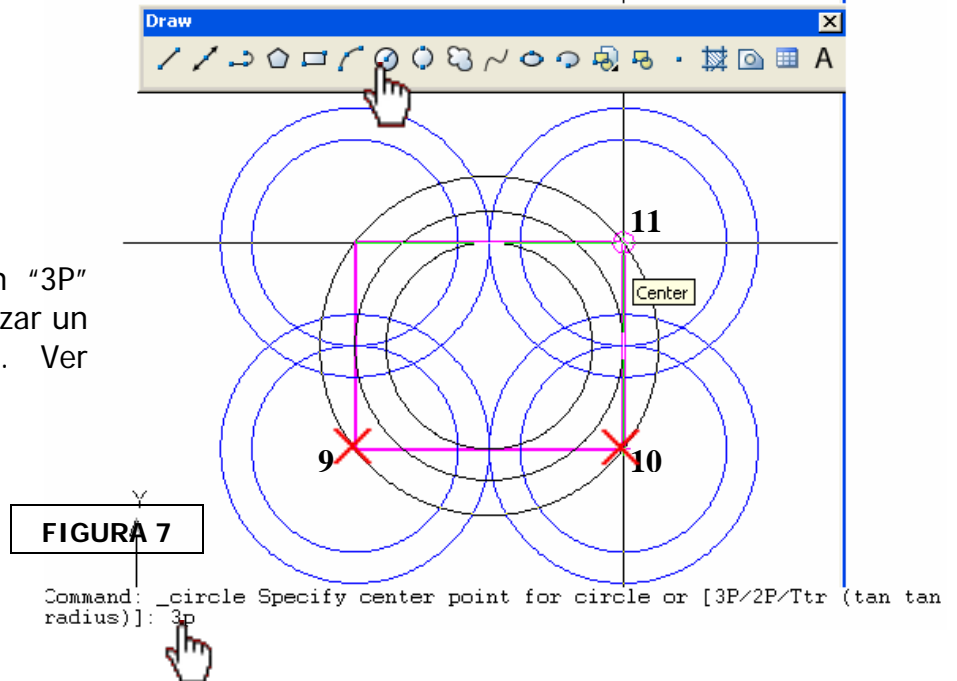 Draw
A
11
Center
n “3P”
zar un
. Ver
9
10
Y
FIGURA 7
Command: _circle Specify center point for circle or [3P/2P/Ttr (tan tan
radius)]: 3p